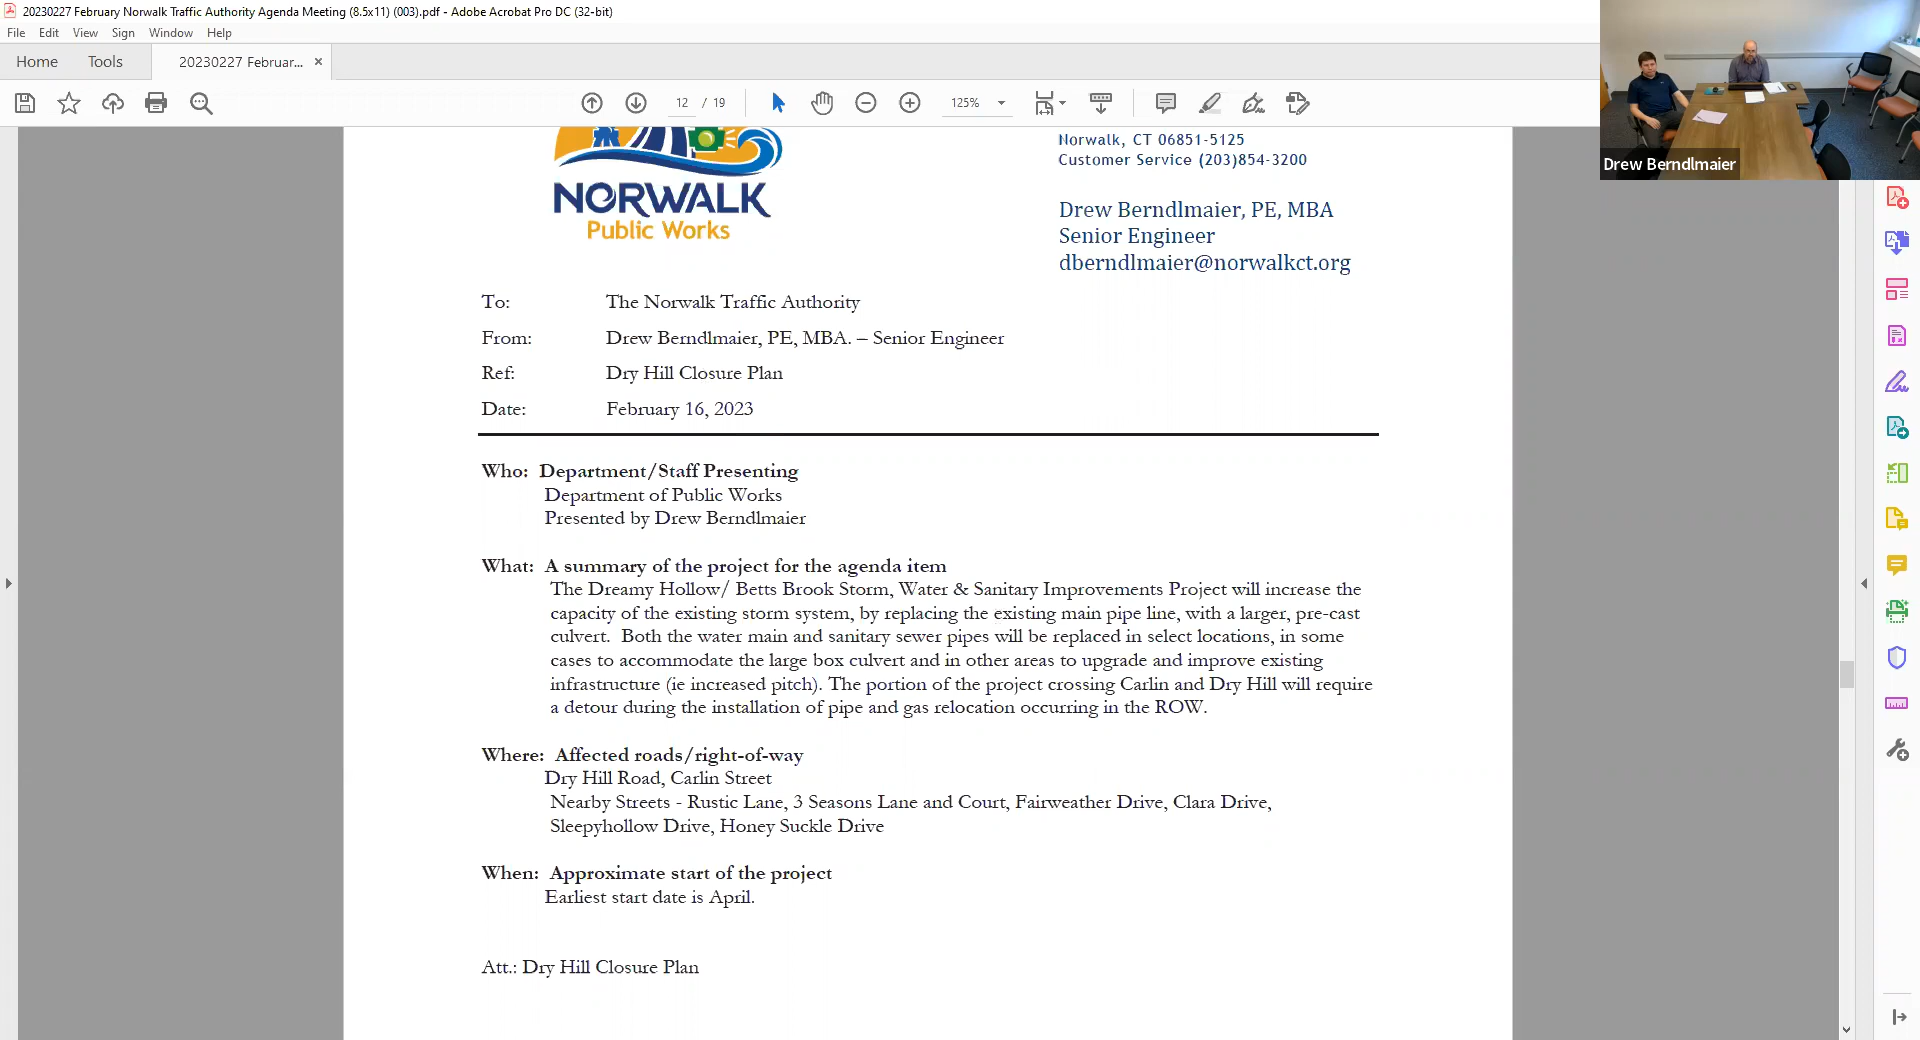 20230227 February Norwalk Traffic Authority Agenda Meeting (8.5x11) (003).pdf - Adobe Acrobat Pro DC (32-bit)
File Edit View Sign Window Help
Home Tools 20230227 Februar... ×
12 / 19 125%
Drew Berndlmaier
Norwalk, CT 06851-5125
Customer Service (203)854-3200
NORWALK
Public Works
Drew Berndlmaier, PE, MBA
Senior Engineer
dberndlmaier@norwalkct.org
To: The Norwalk Traffic Authority
From: Drew Berndlmaier, PE, MBA. – Senior Engineer
Ref: Dry Hill Closure Plan
Date: February 16, 2023
Who: Department/Staff Presenting
Department of Public Works
Presented by Drew Berndlmaier
What: A summary of the project for the agenda item
The Dreamy Hollow/ Betts Brook Storm, Water & Sanitary Improvements Project will increase the
capacity of the existing storm system, by replacing the existing main pipe line, with a larger, pre-cast
culvert. Both the water main and sanitary sewer pipes will be replaced in select locations, in some
cases to accommodate the large box culvert and in other areas to upgrade and improve existing
infrastructure (ie increased pitch). The portion of the project crossing Carlin and Dry Hill will require
a detour during the installation of pipe and gas relocation occurring in the ROW.
Where: Affected roads/right-of-way
Dry Hill Road, Carlin Street
Nearby Streets - Rustic Lane, 3 Seasons Lane and Court, Fairweather Drive, Clara Drive,
Sleepyhollow Drive, Honey Suckle Drive
When: Approximate start of the project
Earliest start date is April.
Att.: Dry Hill Closure Plan